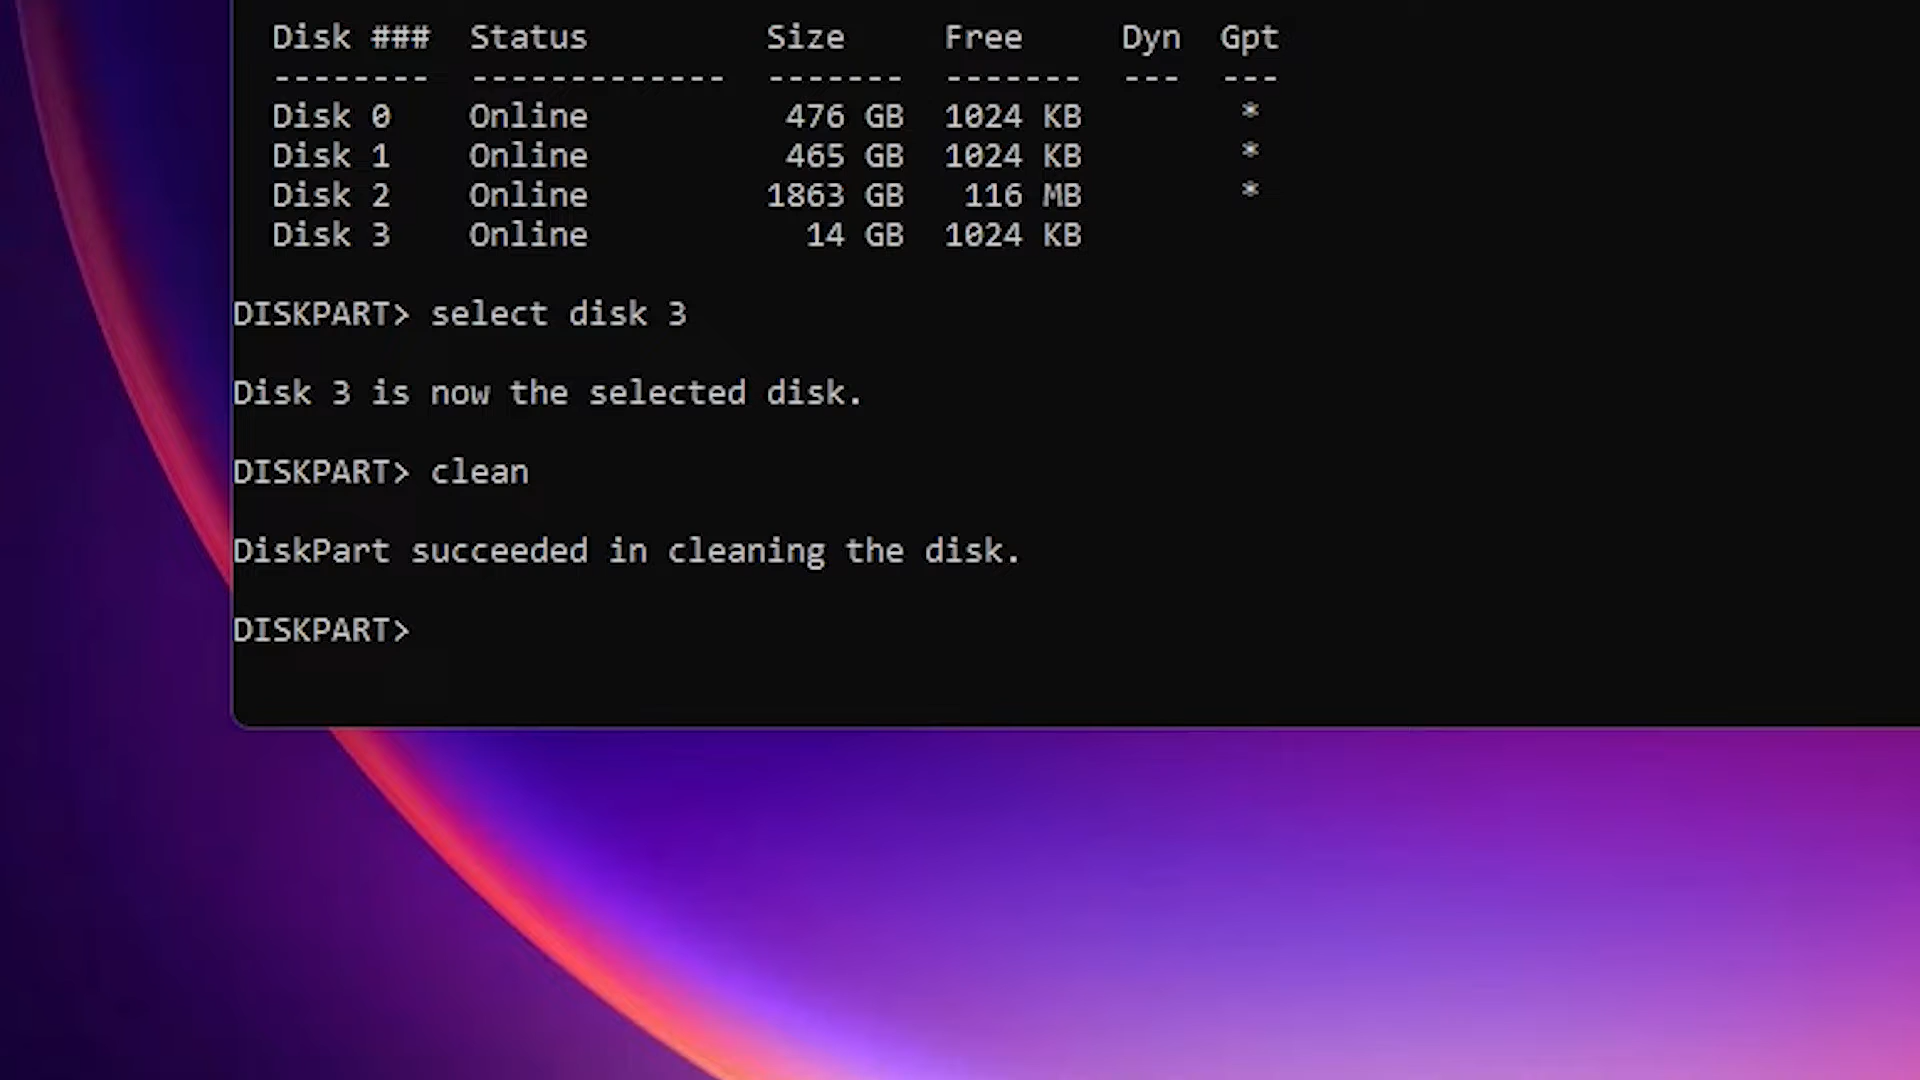 Disk ###  Status         Size     Free     Dyn  Gpt
--------  -------------  -------  -------  ---  ---
Disk 0    Online          476 GB  1024 KB        *
Disk 1    Online          465 GB  1024 KB        *
Disk 2    Online         1863 GB   116 MB        *
Disk 3    Online           14 GB  1024 KB
DISKPART> select disk 3
Disk 3 is now the selected disk.
DISKPART> clean
DiskPart succeeded in cleaning the disk.
DISKPART>